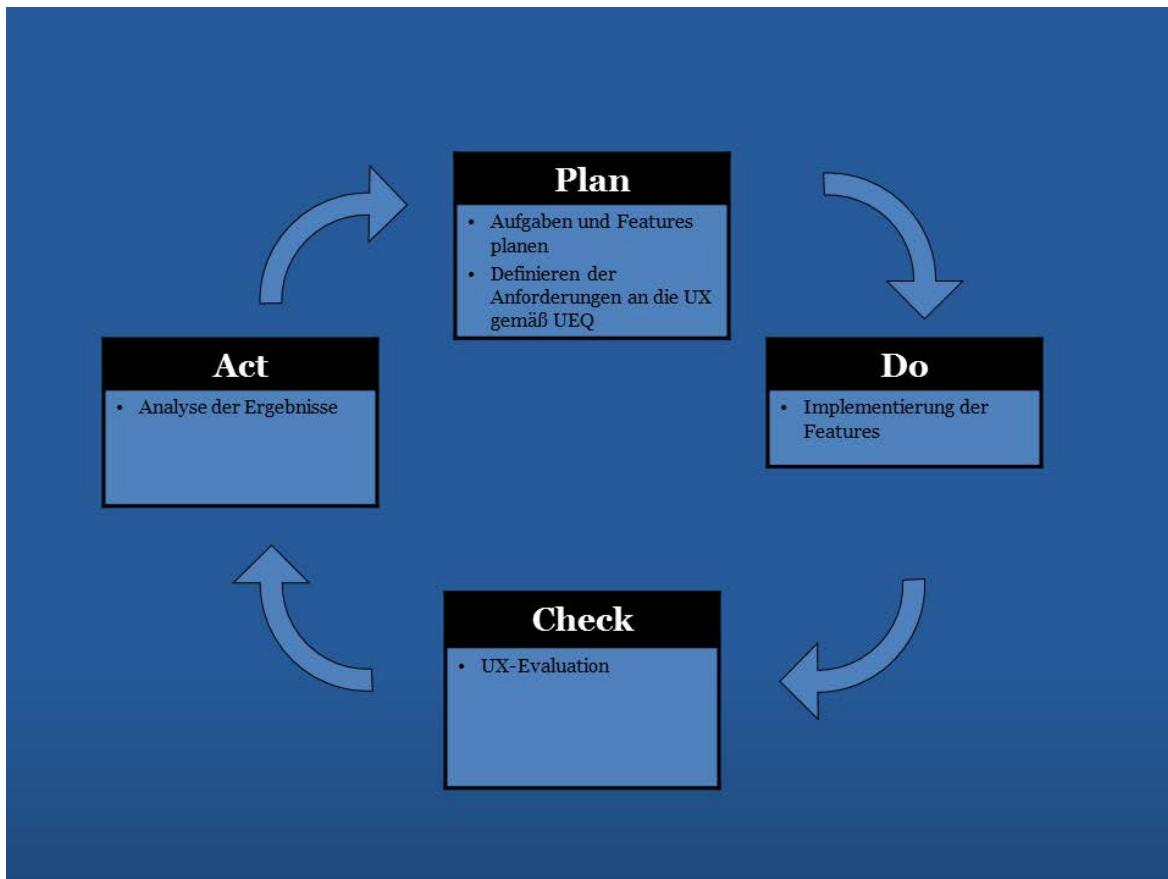 Plan
• Aufgaben und Features
planen
• Definieren der
Anforderungen an die UX
gemäß UEQ
Act
• Analyse der Ergebnisse
Do
• Implementierung der
Features
Check
• UX-Evaluation